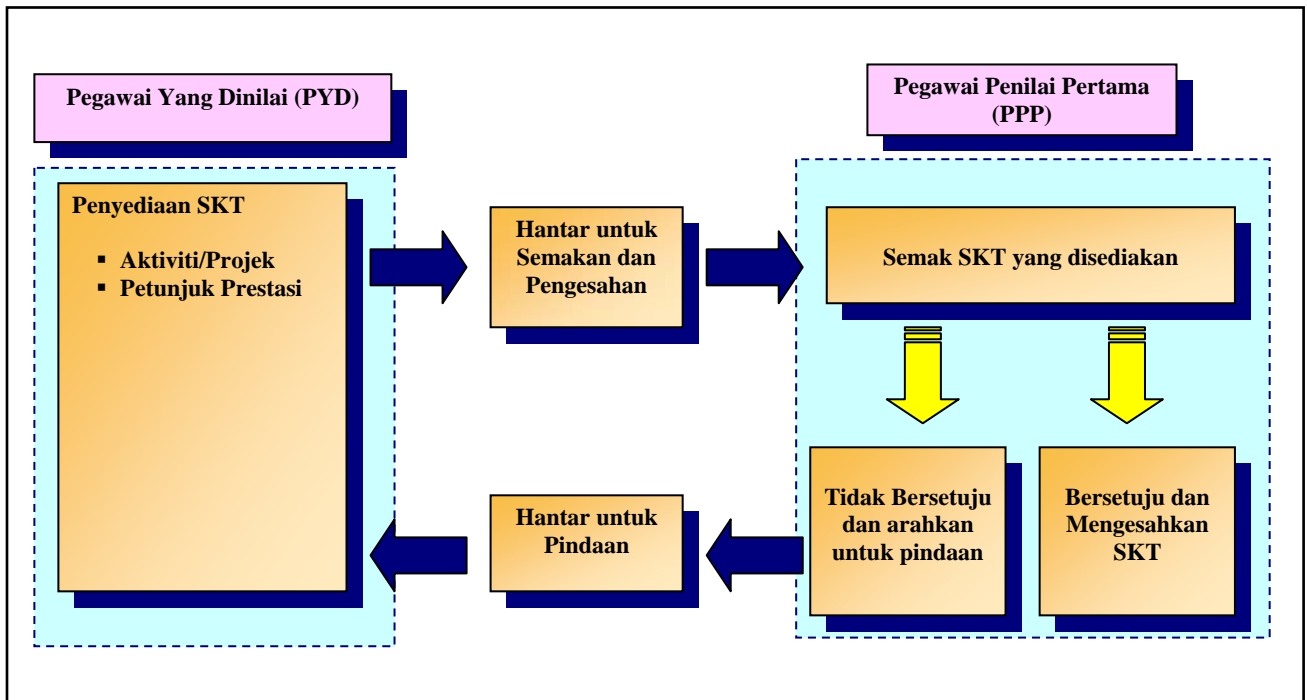 Pegawai Yang Dinilai (PYD)
Pegawai Penilai Pertama
(PPP)
Penyediaan SKT
▪ Aktiviti/Projek
▪ Petunjuk Prestasi
Hantar untuk
Semakan dan
Pengesahan
Semak SKT yang disediakan
Hantar untuk
Pindaan
Tidak Bersetuju
dan arahkan
untuk pindaan
Bersetuju dan
Mengesahkan
SKT